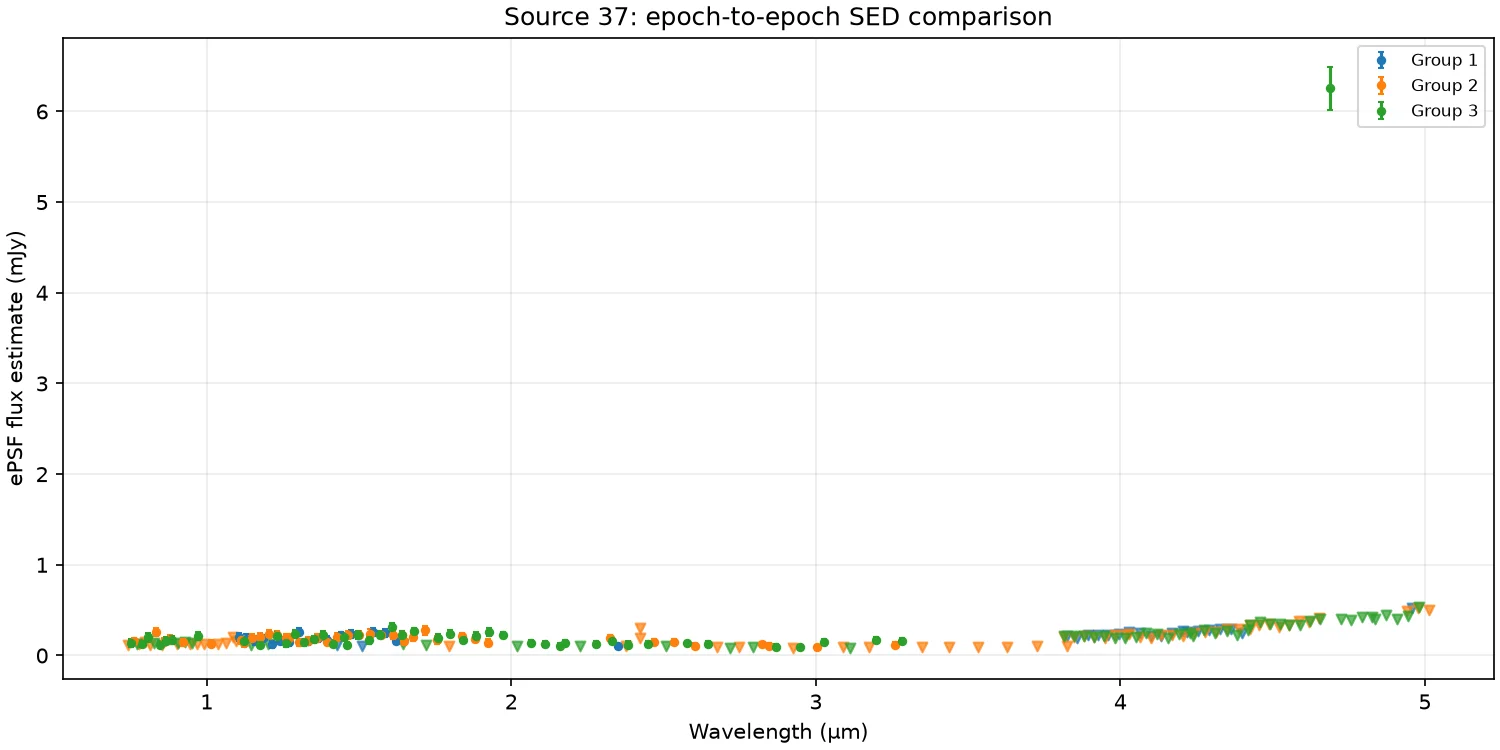 Source 37: epoch-to-epoch SED comparison
Group 1
Group 2
Group 3
ePSF flux estimate (mJy)
6
5
4
3
2
1
0
1 2 3 4 5
Wavelength (μm)